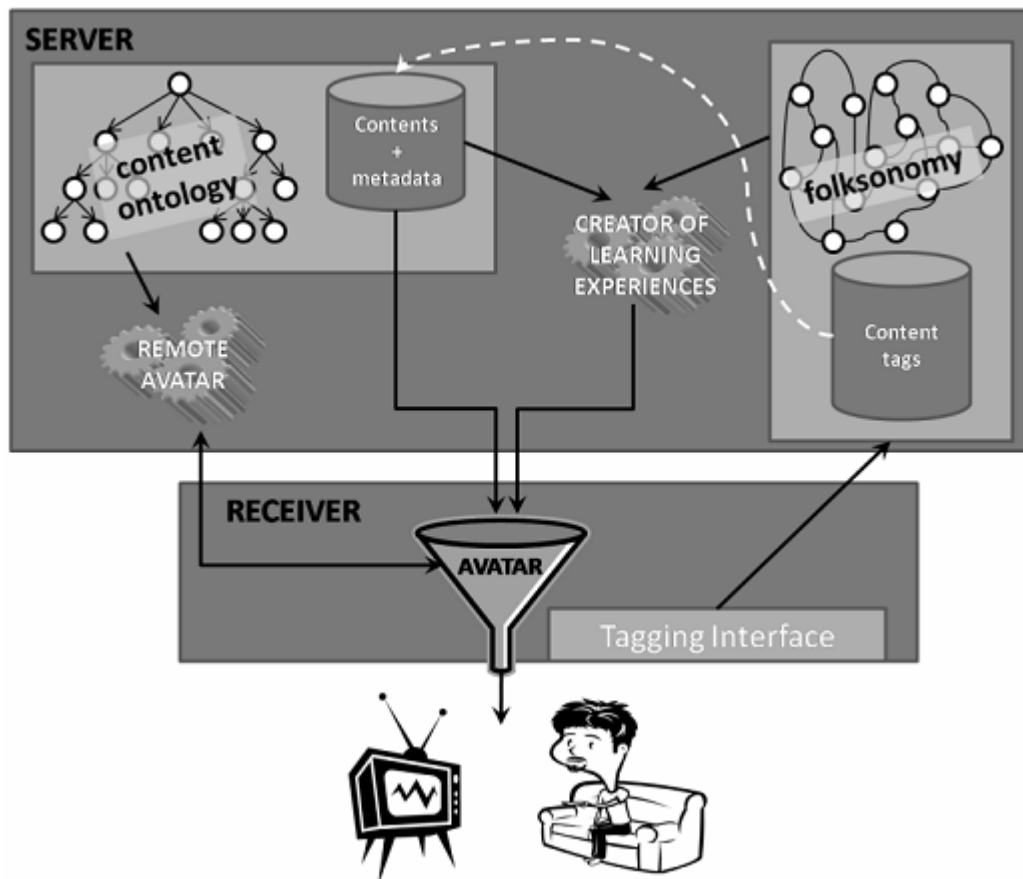 SERVER
content
ontology
Contents
+
metadata
folksonomy
CREATOR OF
LEARNING
EXPERIENCES
REMOTE
AVATAR
Content
tags
RECEIVER
AVATAR
Tagging Interface